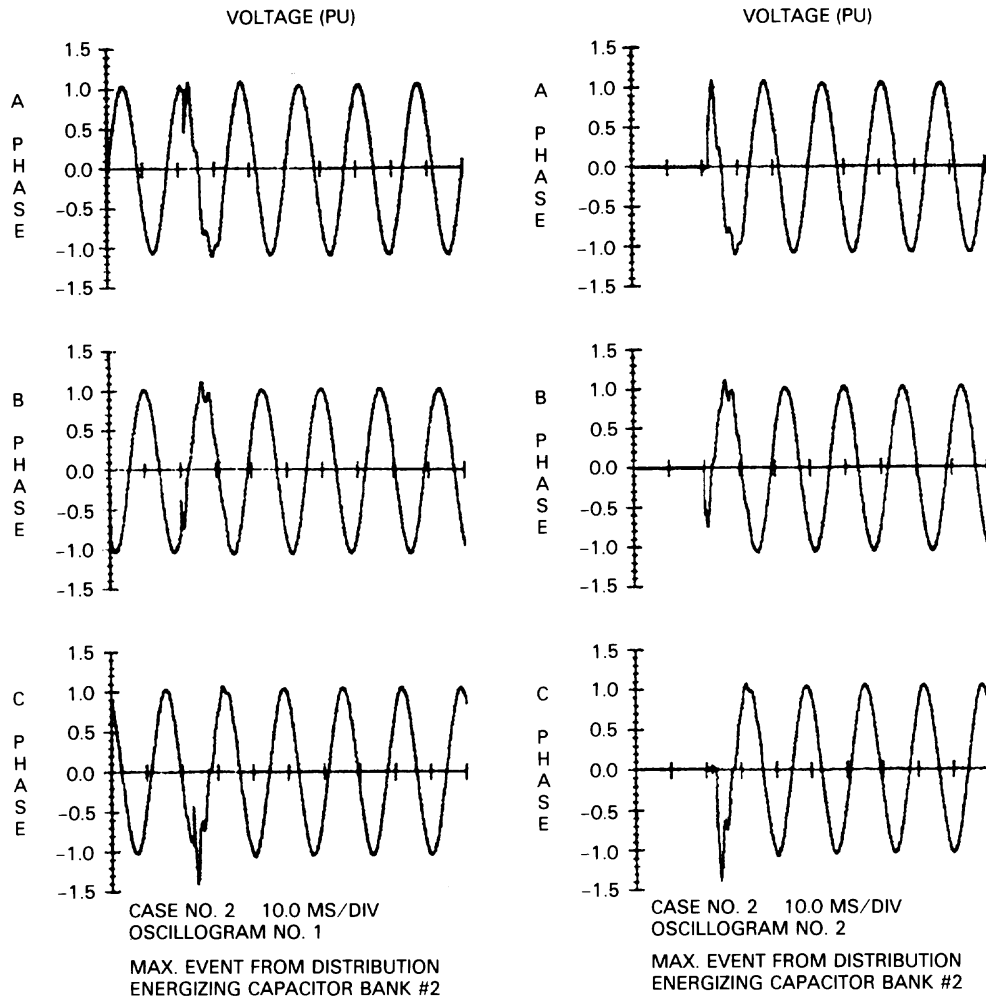 VOLTAGE (PU)
A PHASE
1.5
1.0
0.5
0.0
−0.5
−1.0
−1.5
B PHASE
1.5
1.0
0.5
0.0
−0.5
−1.0
−1.5
C PHASE
1.5
1.0
0.5
0.0
−0.5
−1.0
−1.5
CASE NO. 2 10.0 MS/DIV
OSCILLOGRAM NO. 1
MAX. EVENT FROM DISTRIBUTION
ENERGIZING CAPACITOR BANK #2
VOLTAGE (PU)
A PHASE
1.5
1.0
0.5
0.0
−0.5
−1.0
−1.5
B PHASE
1.5
1.0
0.5
0.0
−0.5
−1.0
−1.5
C PHASE
1.5
1.0
0.5
0.0
−0.5
−1.0
−1.5
CASE NO. 2 10.0 MS/DIV
OSCILLOGRAM NO. 2
MAX. EVENT FROM DISTRIBUTION
ENERGIZING CAPACITOR BANK #2